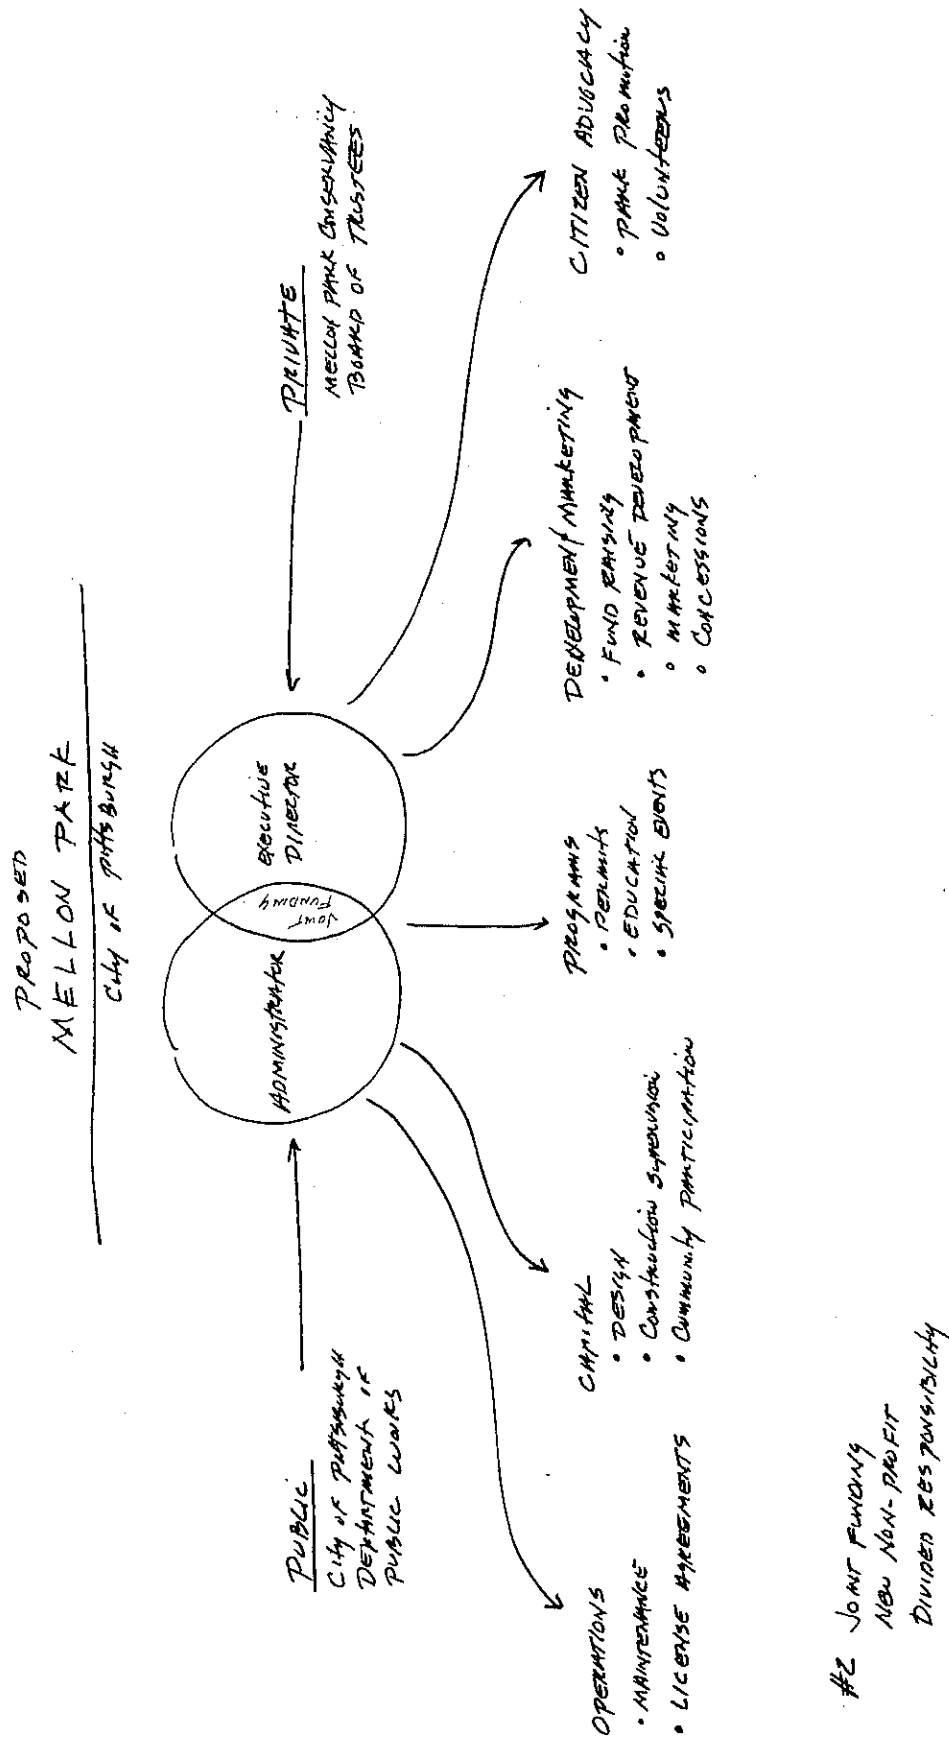 PROPOSED
MELLON PARK
City of Pittsburgh
PUBLIC
City of Pittsburgh
DEPARTMENT OF
PUBLIC WORKS
ADMINISTRATOR
JOINT
FUNDING
EXECUTIVE
DIRECTOR
PRIVATE
MELLON PARK CONSERVANCY
BOARD OF TRUSTEES
OPERATIONS
• MAINTENANCE
• LICENSE AGREEMENTS
CAPITAL
• DESIGN
• Construction Supervision
• Community PARTICIPATION
PROGRAMS
• PERMITS
• EDUCATION
• SPECIAL EVENTS
DEVELOPMENT/MARKETING
• FUND RAISING
• REVENUE DEVELOPMENT
• MARKETING
• CONCESSIONS
CITIZEN ADVOCACY
• PARK PROMOTION
• VOLUNTEERS
#2 JOINT FUNDING
NEW NON-PROFIT
DIVIDED RESPONSIBILITY